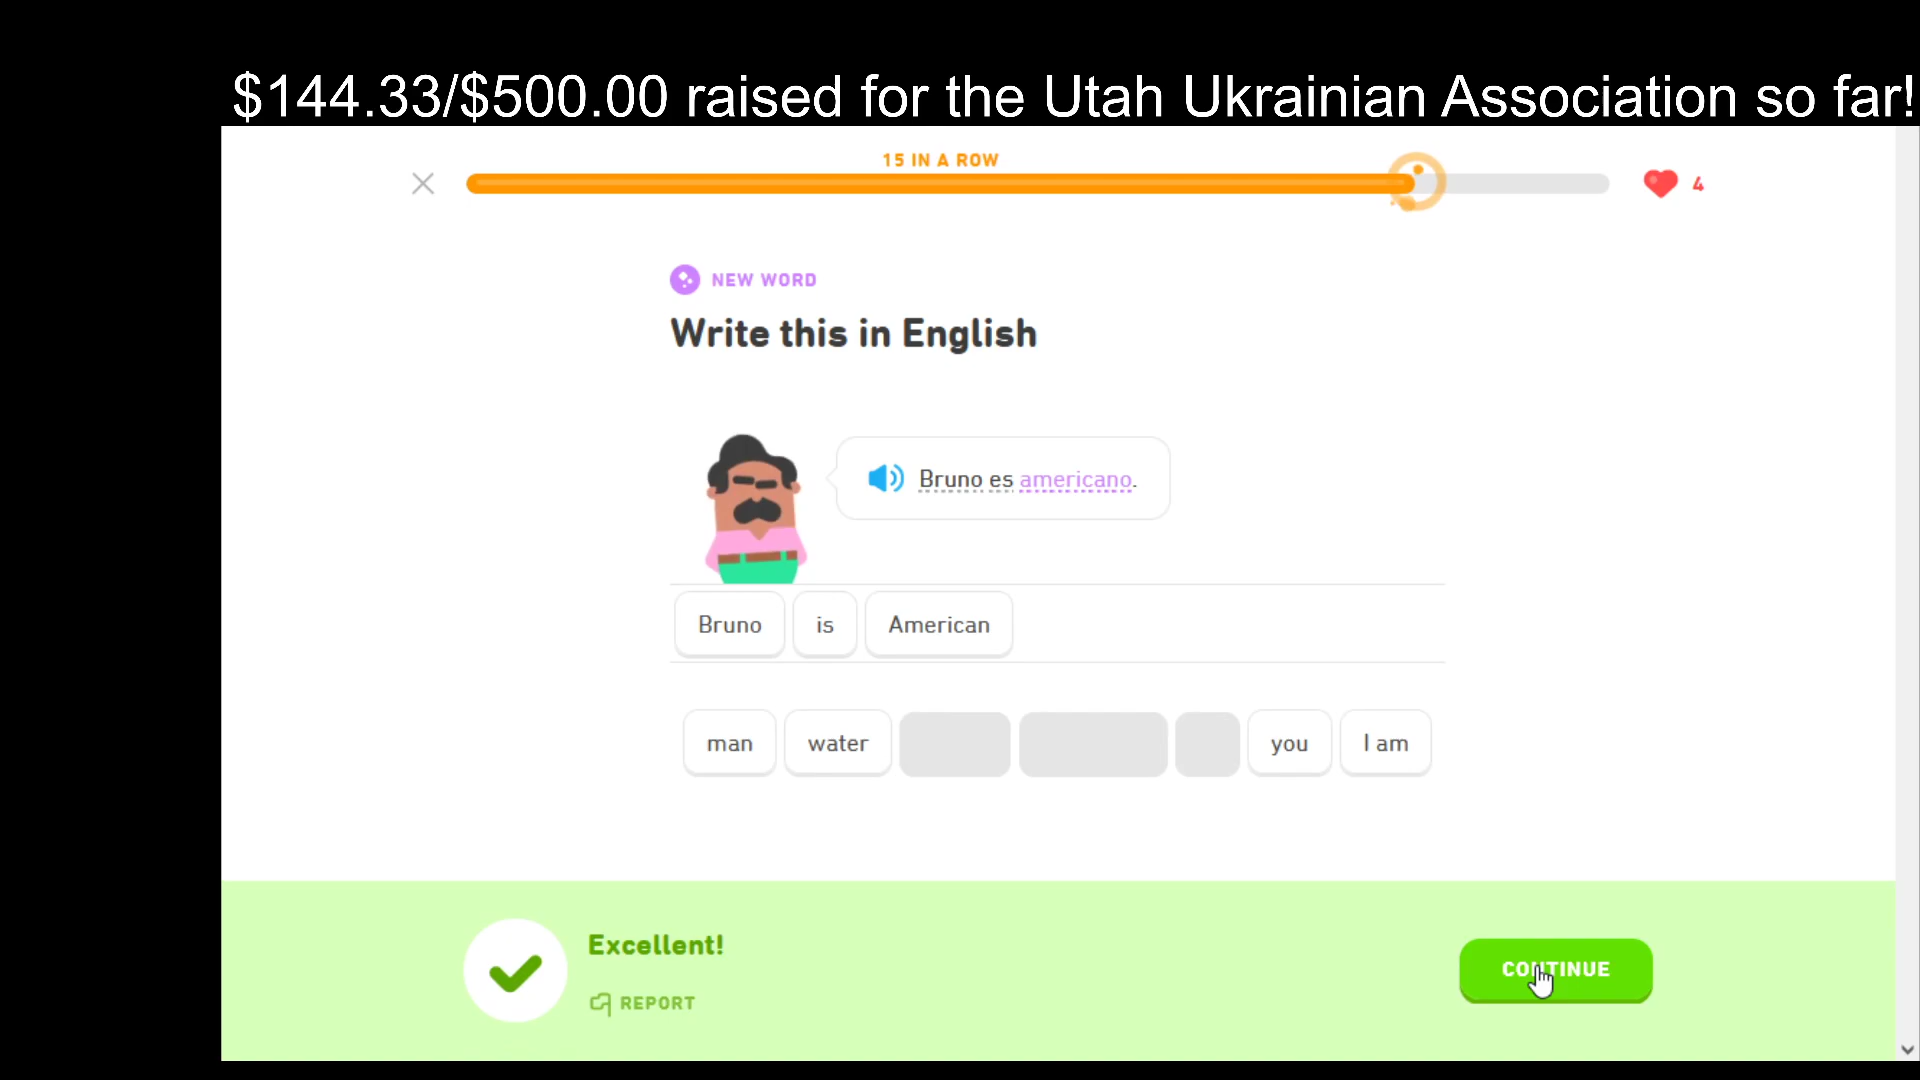 $144.33/$500.00 raised for the Utah Ukrainian Association so far!
15 IN A ROW
4
NEW WORD
Write this in English
Bruno es americano.
Bruno is American
man water you I am
Excellent!
REPORT
CONTINUE